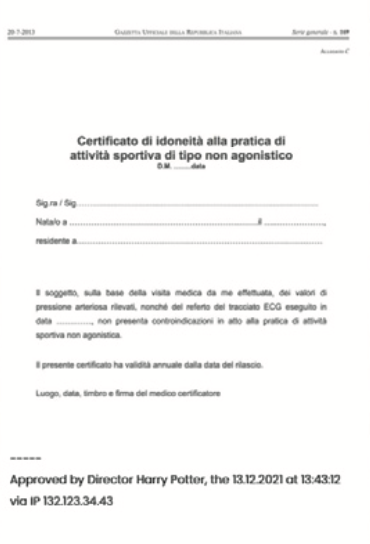 20-7-2013 GAZZETTA UFFICIALE DELLA REPUBBLICA ITALIANA Serie generale - n. 169
ALLEGATO C
Certificato di idoneità alla pratica di
attività sportiva di tipo non agonistico
D.M. ........data
Sig.ra / Sig ................................................................................
Nata/o a .............................................................il ....................,
residente a................................................................................
Il soggetto, sulla base della visita medica da me effettuata, dei valori di
pressione arteriosa rilevati, nonché del referto del tracciato ECG eseguito in
data ............., non presenta controindicazioni in atto alla pratica di attività
sportiva non agonistica.
Il presente certificato ha validità annuale dalla data del rilascio.
Luogo, data, timbro e firma del medico certificatore
-----
Approved by Director Harry Potter, the 13.12.2021 at 13:43:12
via IP 132.123.34.43